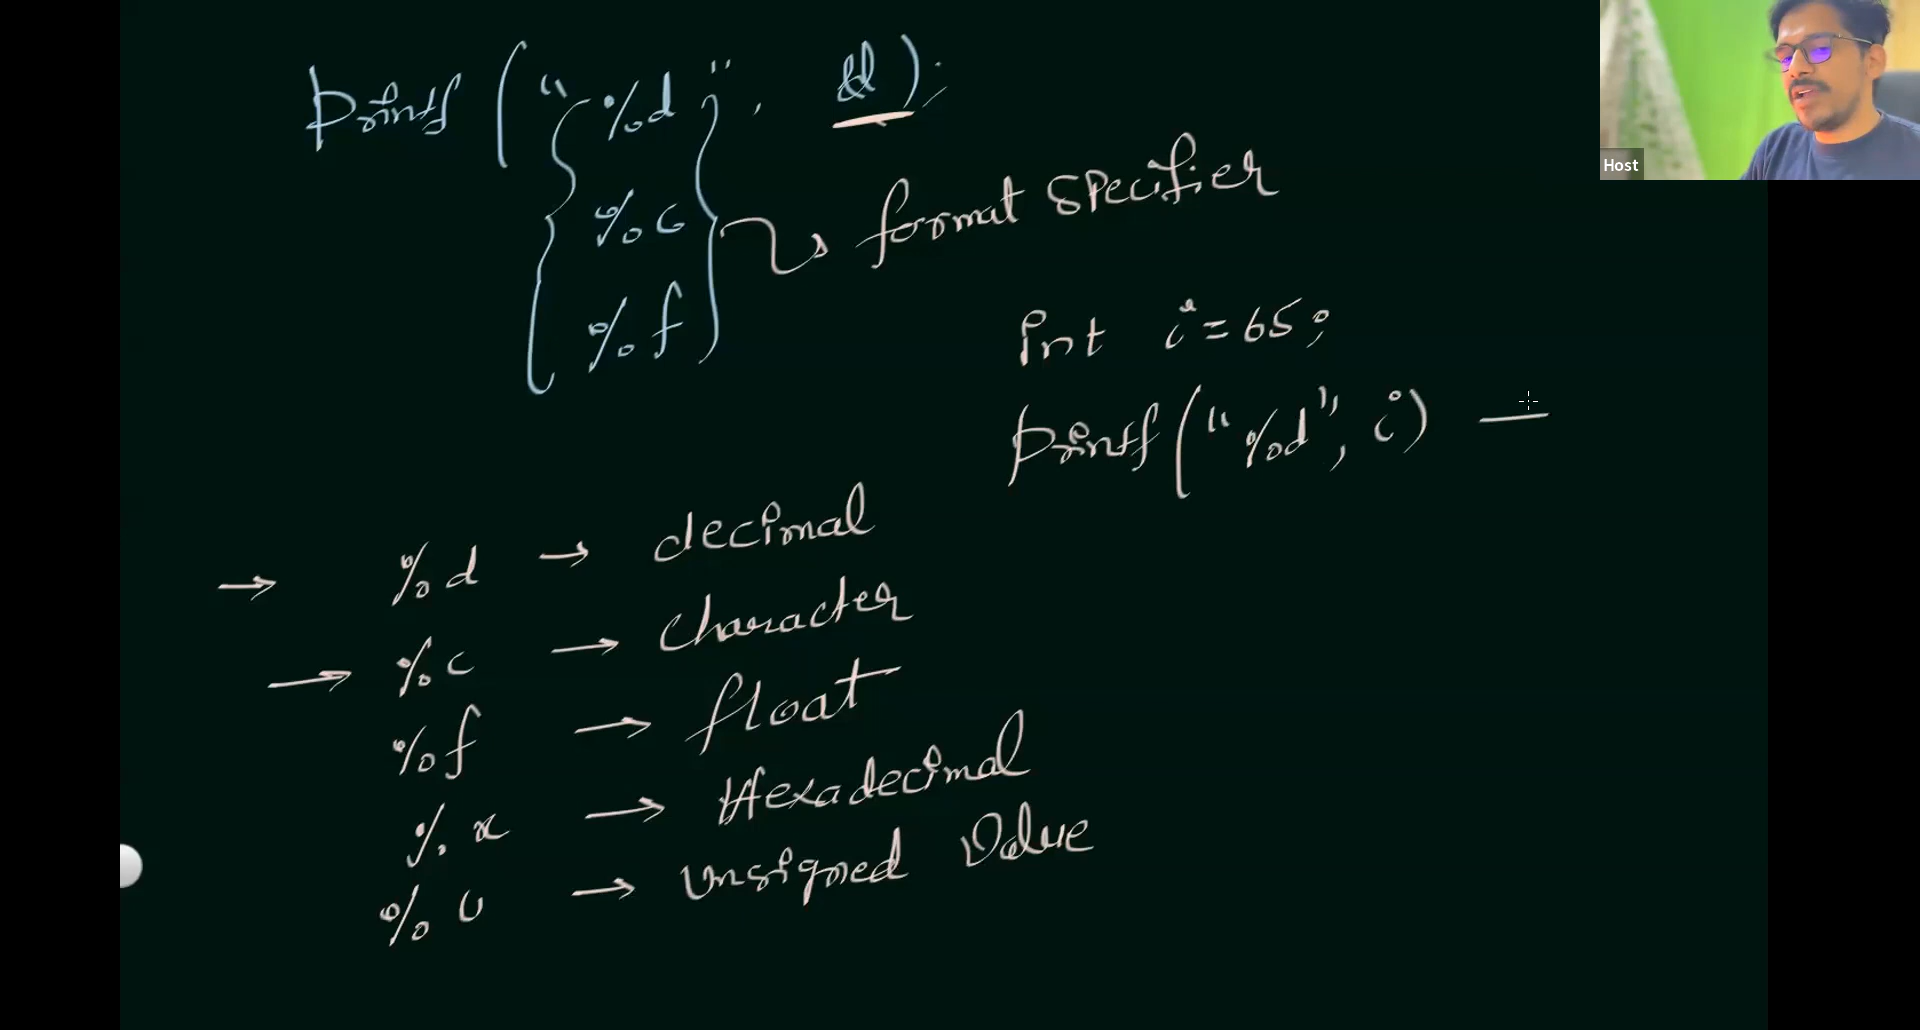 printf ( " %d " , &d ) ;
Host
%c
format specifier
%f
int i = 65 ;
printf ( " %d " , i ) —
→ %d → decimal
→ %c → character
%f → float
%x → Hexadecimal
%u → unsigned value